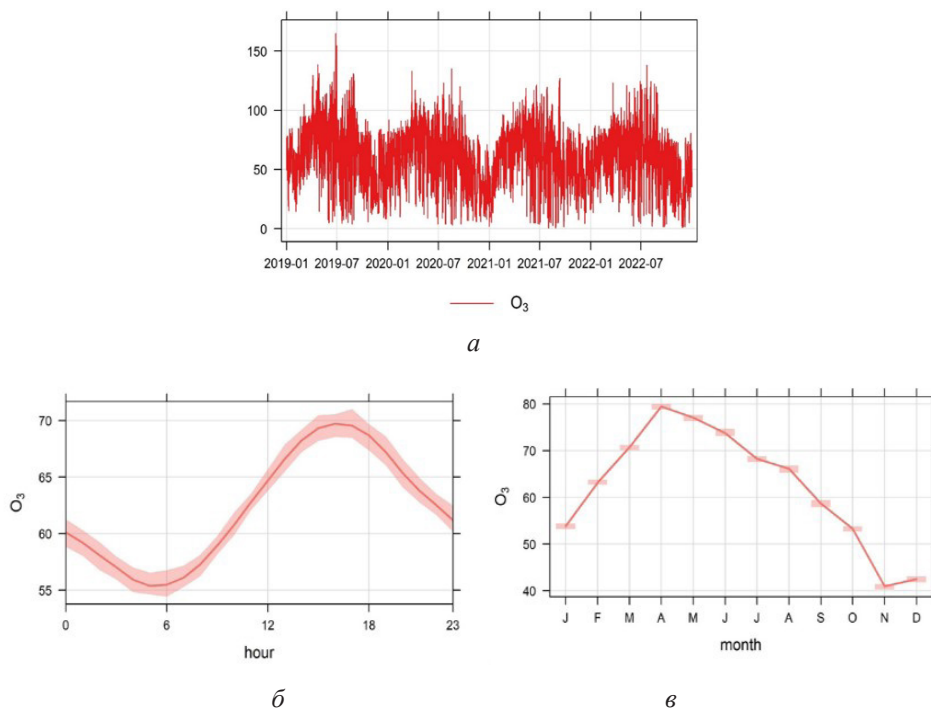 150
100
50
0
2019-01 2019-07 2020-01 2020-07 2021-01 2021-07 2022-01 2022-07
O₃
а
70
65
60
55
O₃
0 6 12 18 23
hour
б
80
70
60
50
40
O₃
J F M A M J J A S O N D
month
в